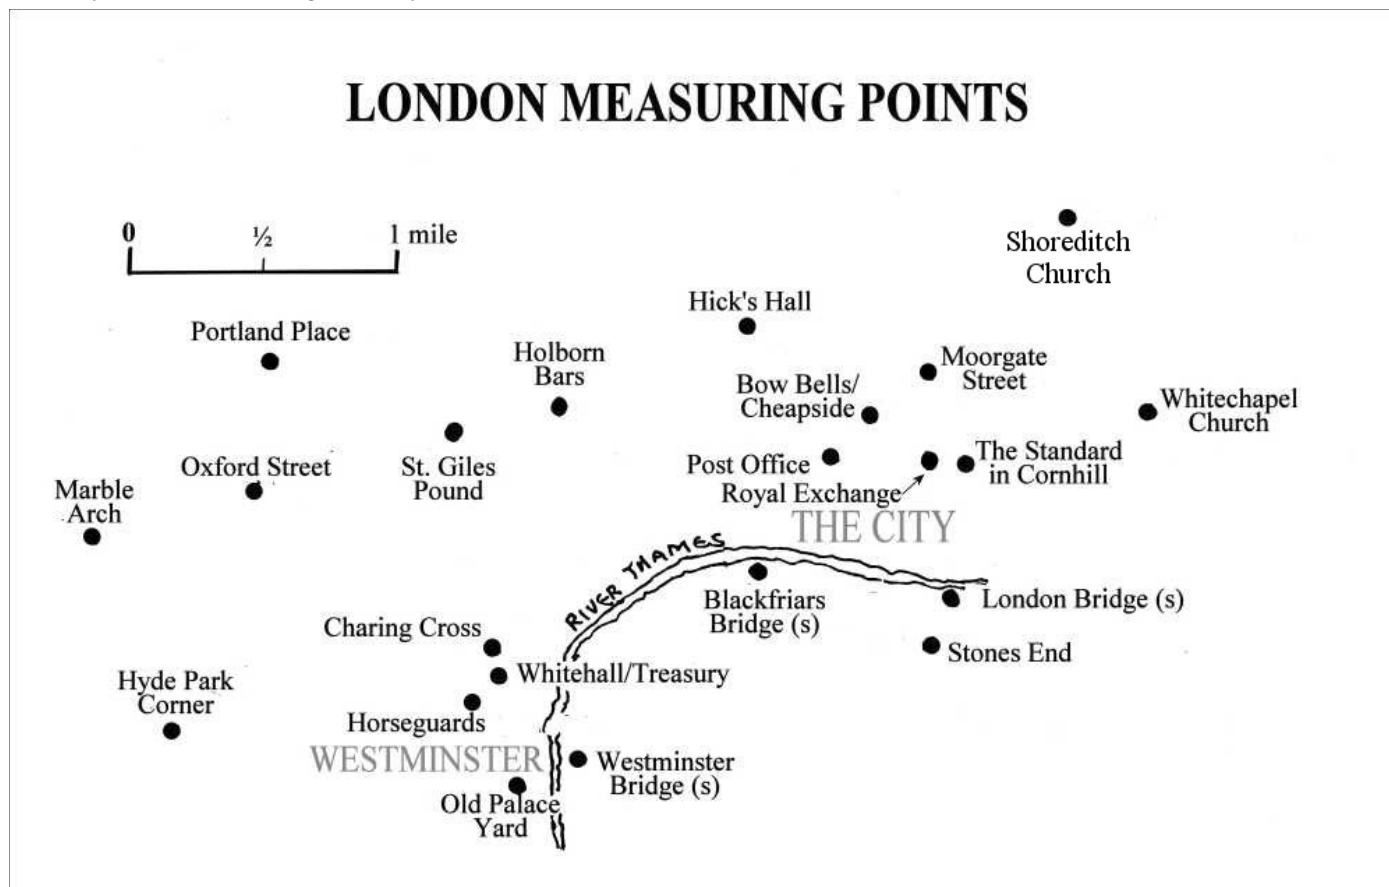 LONDON MEASURING POINTS
0
½
1 mile
Shoreditch
Church
Hick's Hall
Portland Place
Holborn
Bars
Moorgate
Street
Bow Bells/
Cheapside
Whitechapel
Church
Oxford Street
St. Giles
Pound
Post Office
The Standard
in Cornhill
Royal Exchange
Marble
Arch
THE CITY
RIVER THAMES
Blackfriars
Bridge (s)
London Bridge (s)
Charing Cross
Stones End
Whitehall/Treasury
Hyde Park
Corner
Horseguards
WESTMINSTER
Westminster
Bridge (s)
Old Palace
Yard